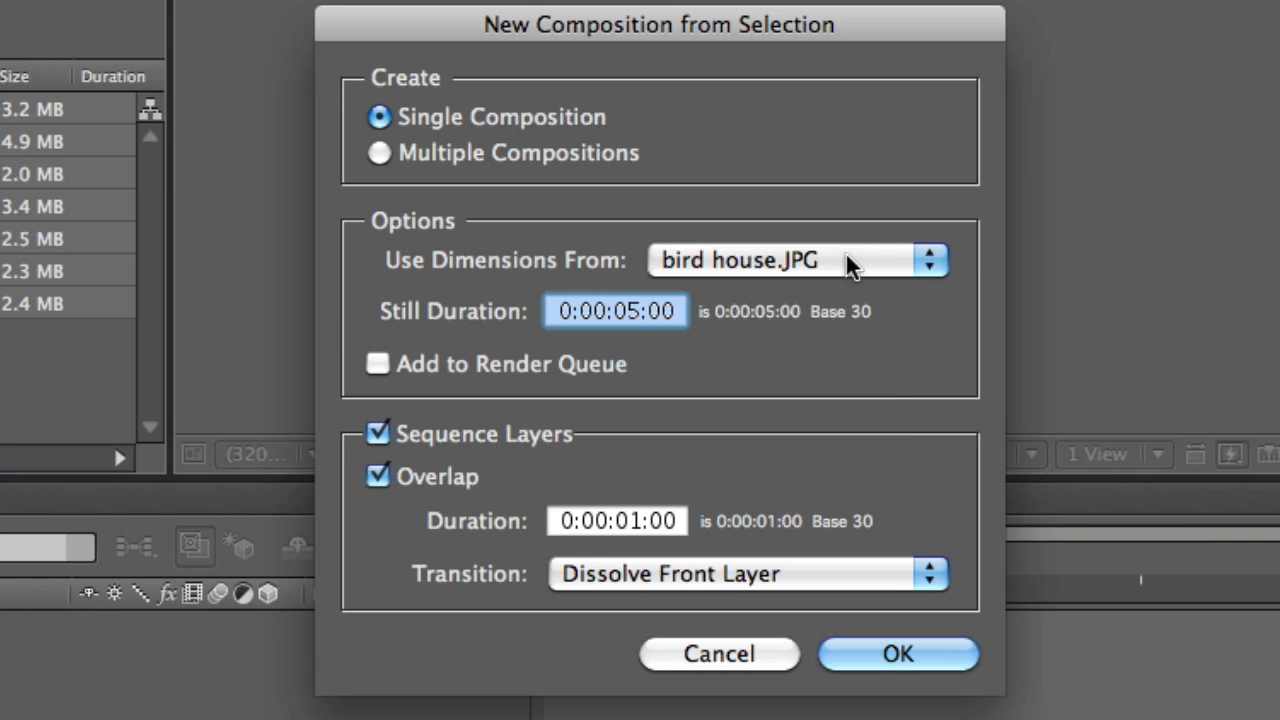 New Composition from Selection
Create
Size Duration
3.2 MB
Single Composition
4.9 MB
Multiple Compositions
2.0 MB
3.4 MB
Options
2.5 MB
Use Dimensions From: bird house.JPG
2.3 MB
2.4 MB
Still Duration: 0:00:05:00 is 0:00:05:00 Base 30
Add to Render Queue
Sequence Layers
(320... 1 View
Overlap
Duration: 0:00:01:00 is 0:00:01:00 Base 30
Transition: Dissolve Front Layer
fx
Cancel OK